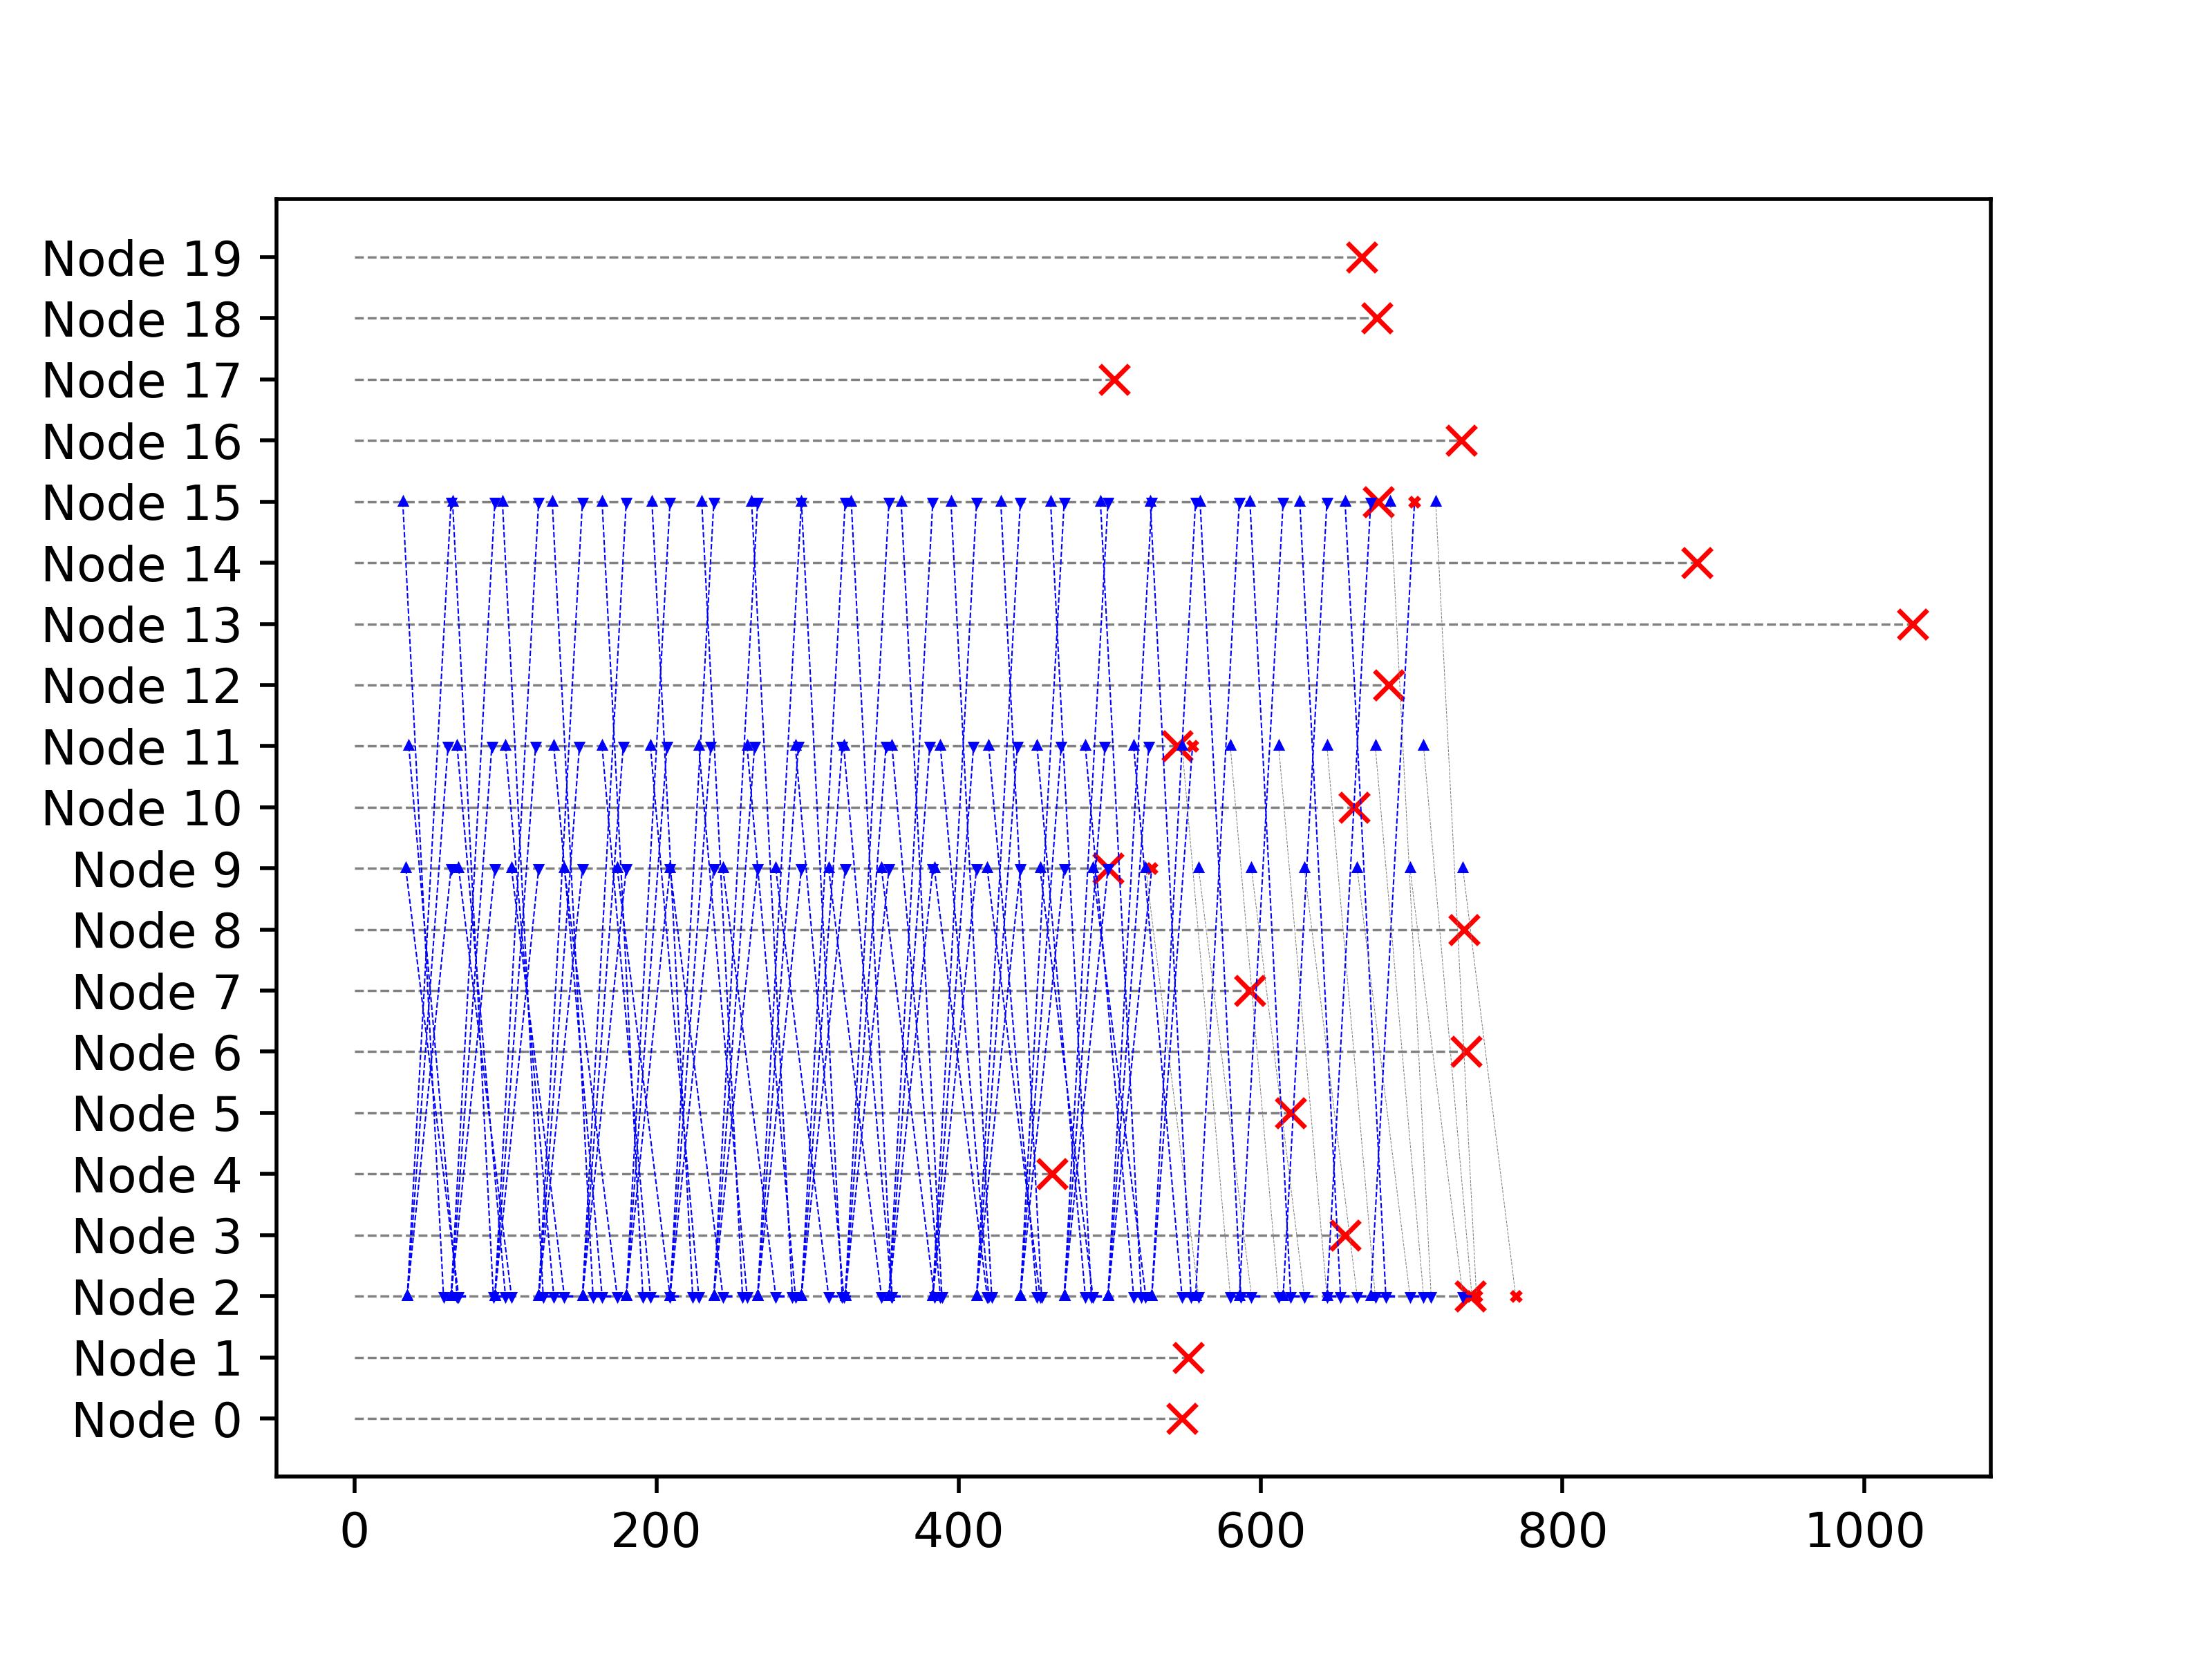 Node 19
Node 18
Node 17
Node 16
Node 15
Node 14
Node 13
Node 12
Node 11
Node 10
Node 9
Node 8
Node 7
Node 6
Node 5
Node 4
Node 3
Node 2
Node 1
Node 0
0 200 400 600 800 1000